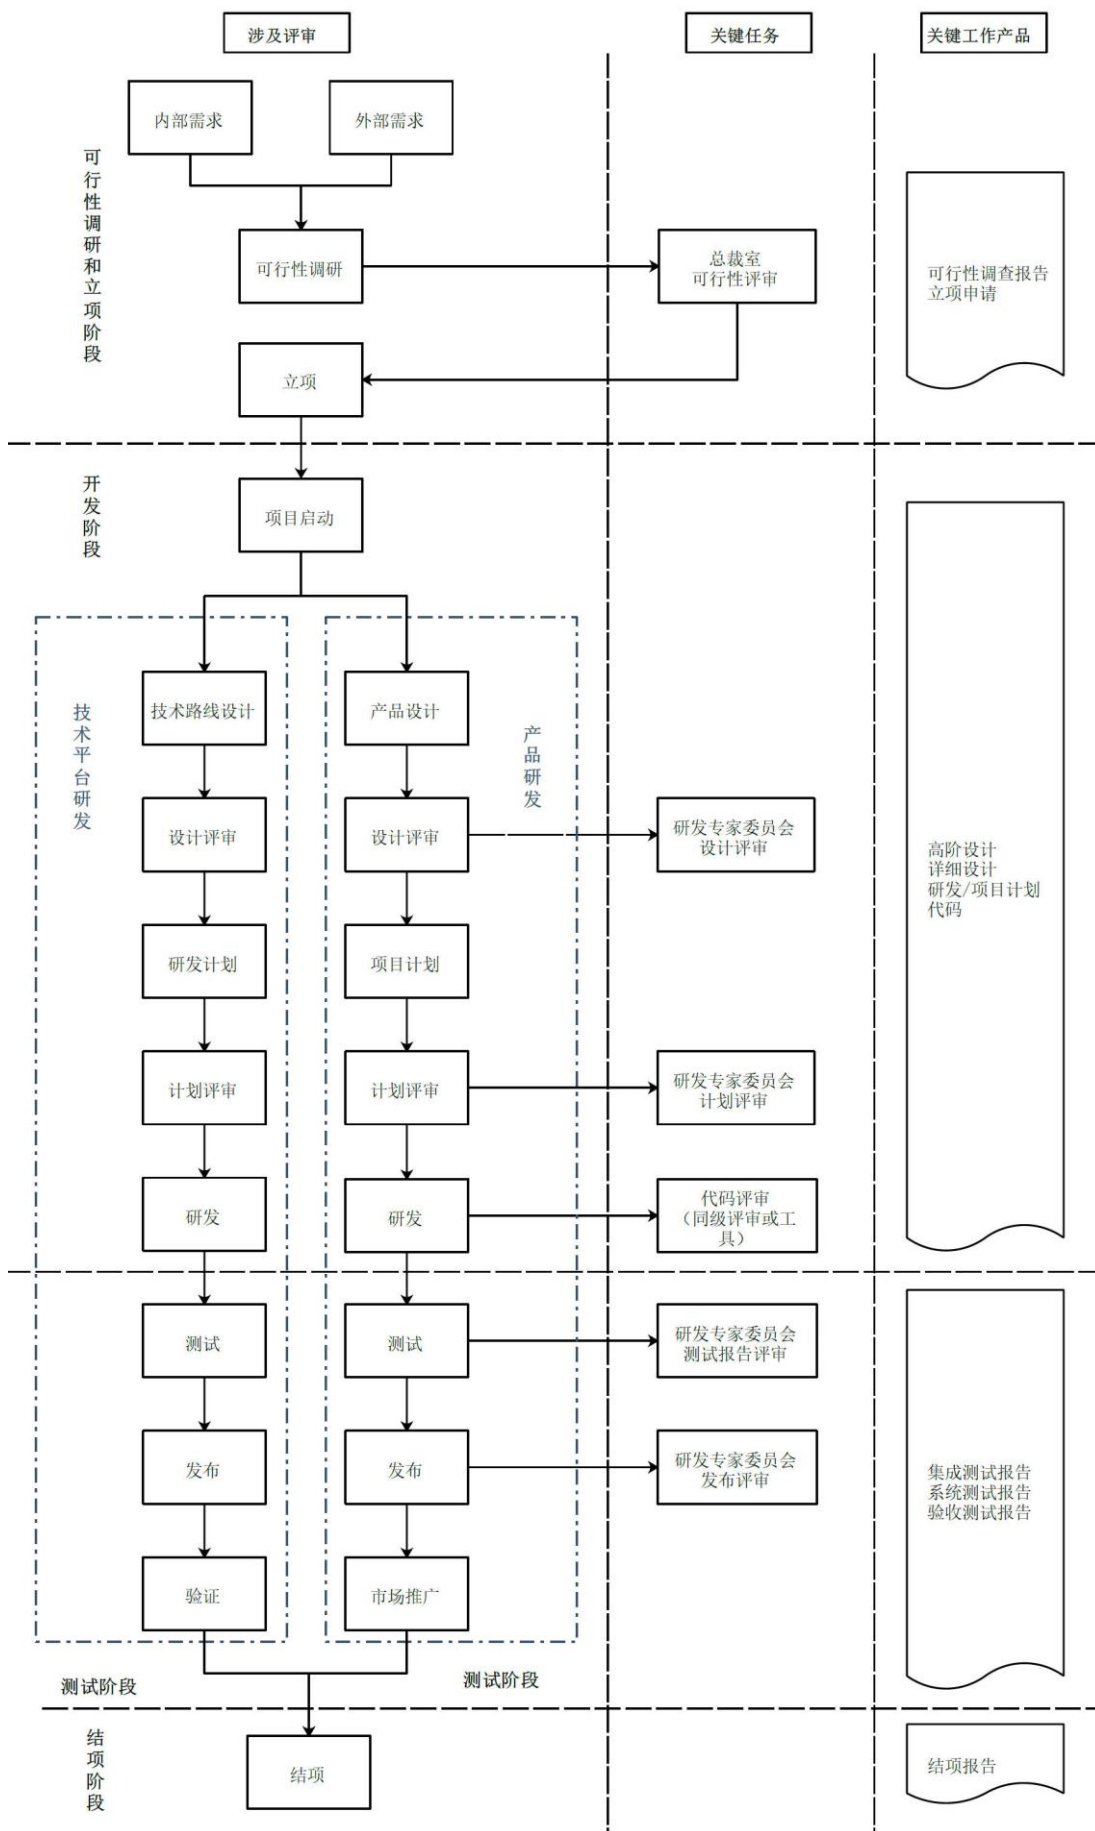 涉及评审
关键任务
关键工作产品
内部需求
外部需求
可行性调研和立项阶段
可行性调研
总裁室
可行性评审
可行性调查报告
立项申请
立项
开发阶段
项目启动
技术平台研发
技术路线设计
产品设计
产品研发
设计评审
设计评审
研发专家委员会
设计评审
高阶设计
详细设计
研发/项目计划
代码
研发计划
项目计划
计划评审
计划评审
研发专家委员会
计划评审
研发
研发
代码评审
（同级评审或工
具）
测试
测试
研发专家委员会
测试报告评审
发布
发布
研发专家委员会
发布评审
集成测试报告
系统测试报告
验收测试报告
验证
市场推广
测试阶段
测试阶段
结项阶段
结项
结项报告